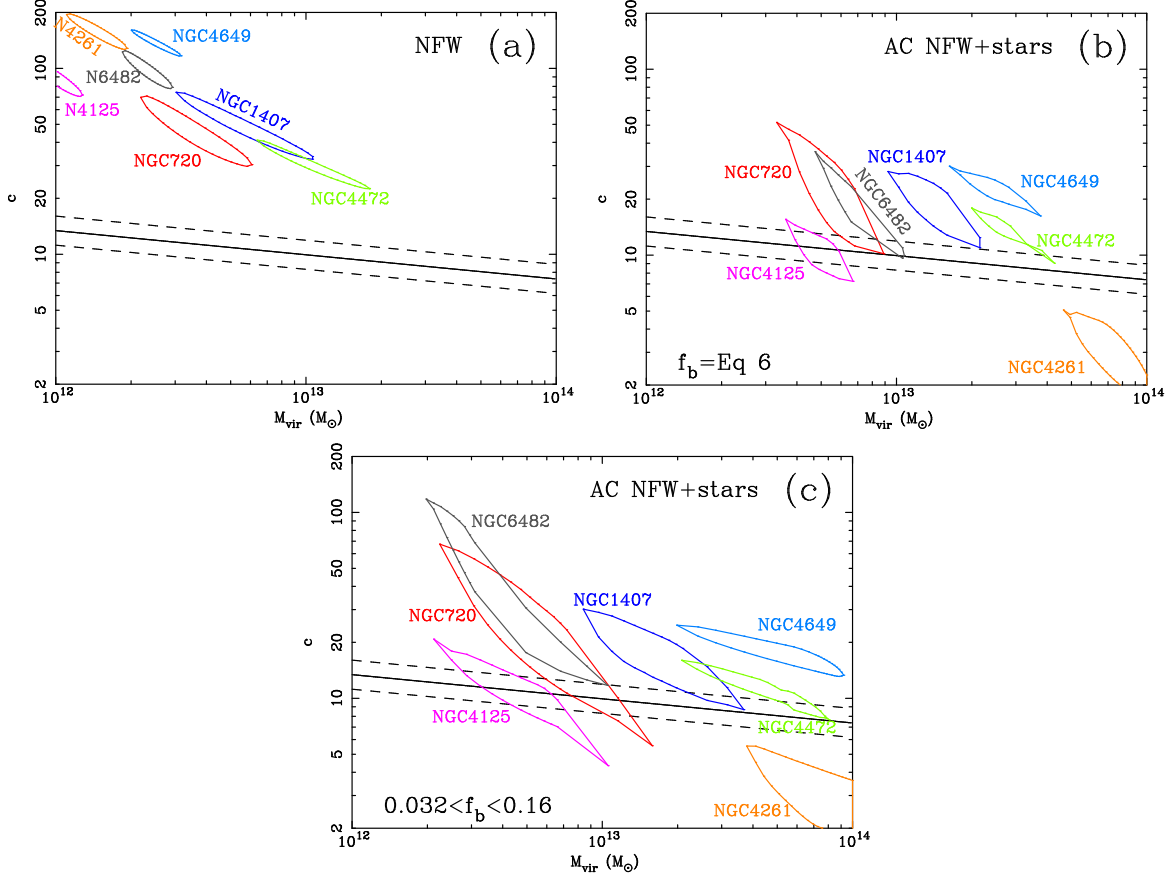 NFW (a)
200
100
50
20
10
5
2
c
N4261
NGC4649
N6482
N4125
NGC1407
NGC720
NGC4472
10^12
10^13
10^14
M_vir (M_⊙)
AC NFW+stars (b)
200
100
50
20
10
5
2
c
NGC720
NGC6482
NGC1407
NGC4649
NGC4472
NGC4125
NGC4261
f_b=Eq 6
10^12
10^13
10^14
M_vir (M_⊙)
AC NFW+stars (c)
200
100
50
20
10
5
2
c
NGC6482
NGC720
NGC1407
NGC4649
NGC4125
NGC4472
NGC4261
0.032<f_b<0.16
10^12
10^13
10^14
M_vir (M_⊙)